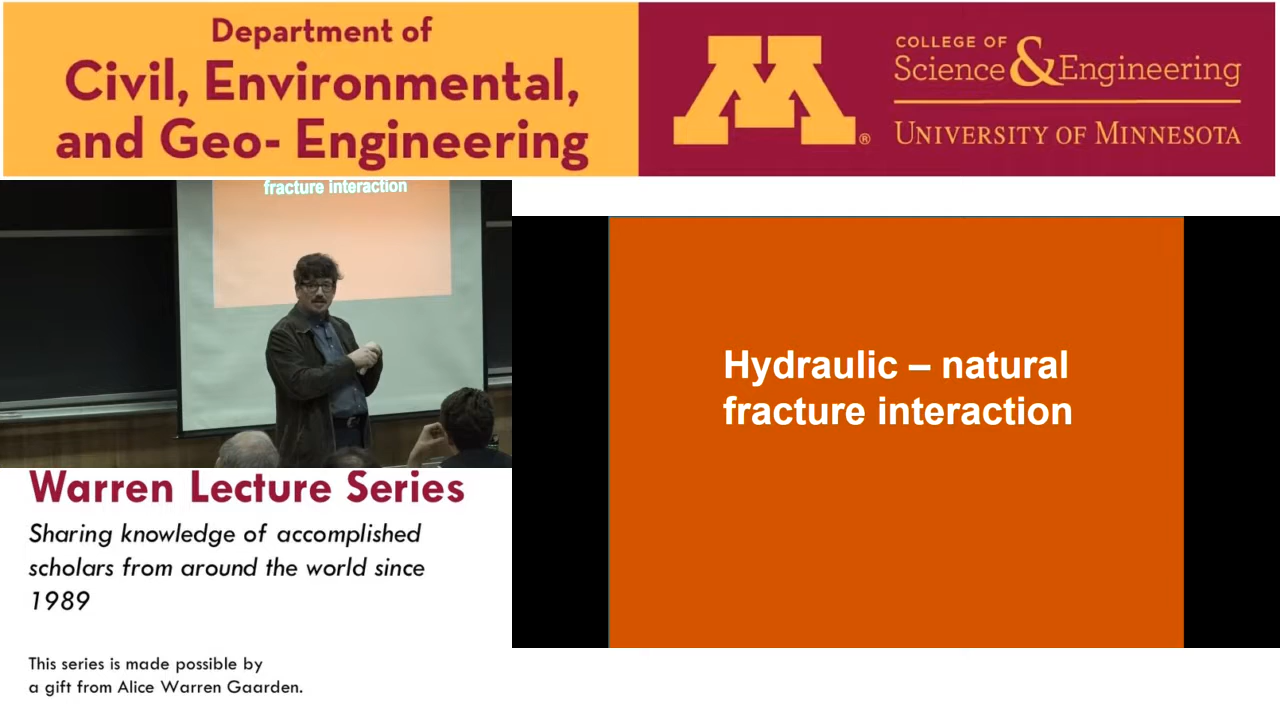 Department of
Civil, Environmental,
and Geo- Engineering
M®
COLLEGE OF
Science & Engineering
UNIVERSITY OF MINNESOTA
fracture interaction
Hydraulic – natural
fracture interaction
Warren Lecture Series
Sharing knowledge of accomplished
scholars from around the world since
1989
This series is made possible by
a gift from Alice Warren Gaarden.